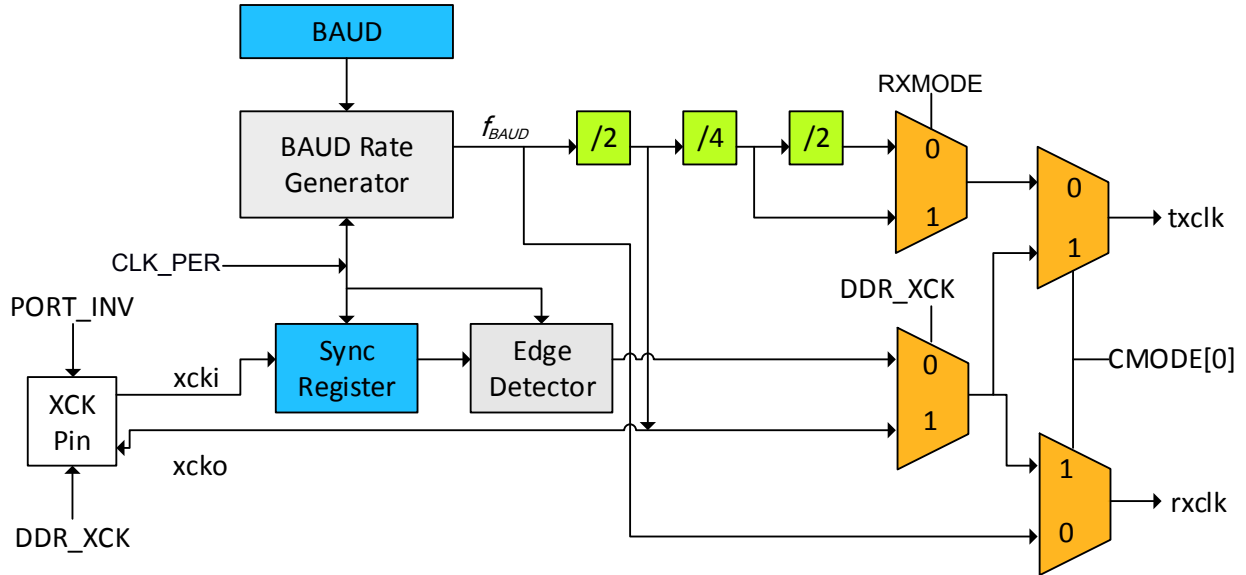 BAUD
RXMODE
BAUD Rate
Generator
fBAUD
/2
/4
/2
0
1
0
1
txclk
CLK_PER
DDR_XCK
PORT_INV
Sync
Register
Edge
Detector
0
1
CMODE[0]
xcki
XCK
Pin
xcko
1
0
rxclk
DDR_XCK